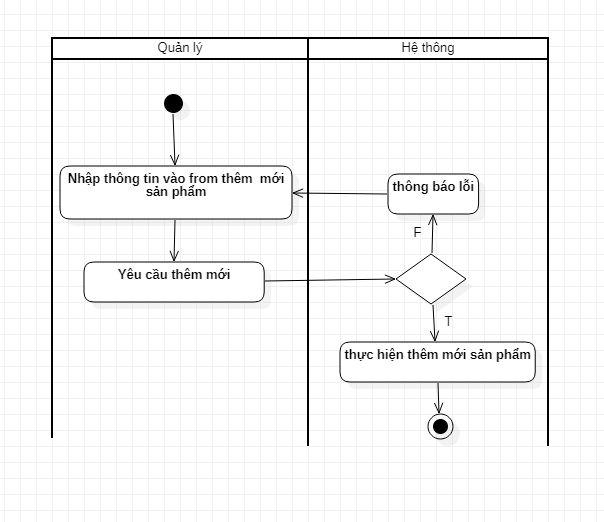 Quản lý
Hệ thông
Nhập thông tin vào from thêm mới
sản phẩm
thông báo lỗi
F
Yêu cầu thêm mới
T
thực hiện thêm mới sản phẩm